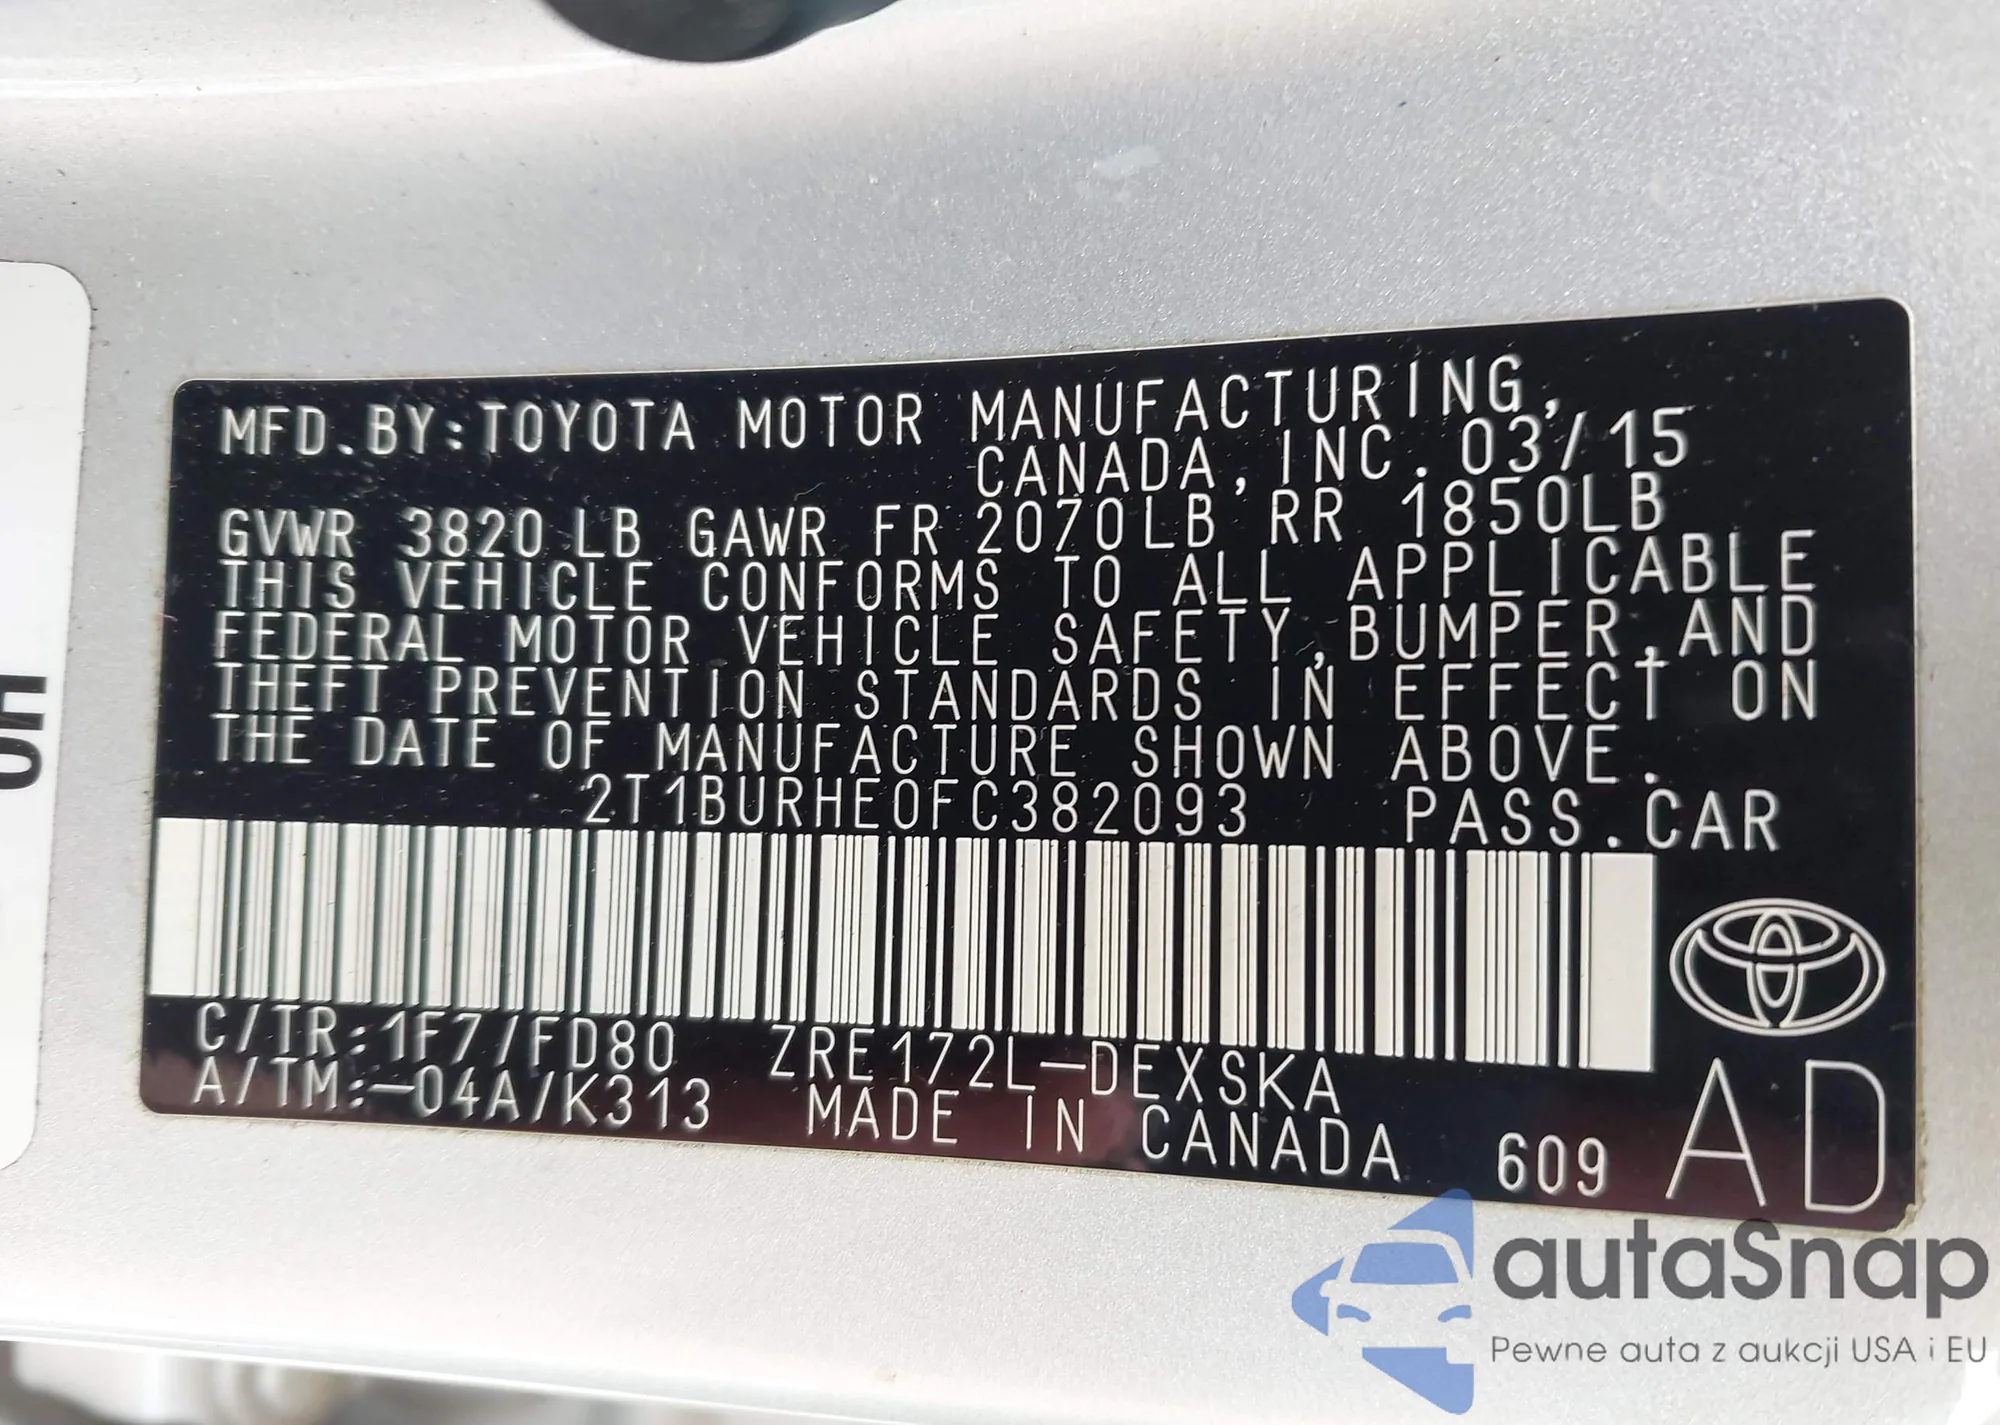 MFD.BY:TOYOTA MOTOR MANUFACTURING,
CANADA,INC.03/15
GVWR 3820 LB GAWR FR 2070LB RR 1850LB
THIS VEHICLE CONFORMS TO ALL APPLICABLE
FEDERAL MOTOR VEHICLE SAFETY,BUMPER,AND
THEFT PREVENTION STANDARDS IN EFFECT ON
THE DATE OF MANUFACTURE SHOWN ABOVE.
2T1BURHE0FC382093 PASS.CAR
C/TR:1F7/FD80 ZRE172L-DEXSKA
A/TM:-04A/K313 MADE IN CANADA 609 AD
autaSnap
Pewne auta z aukcji USA i EU